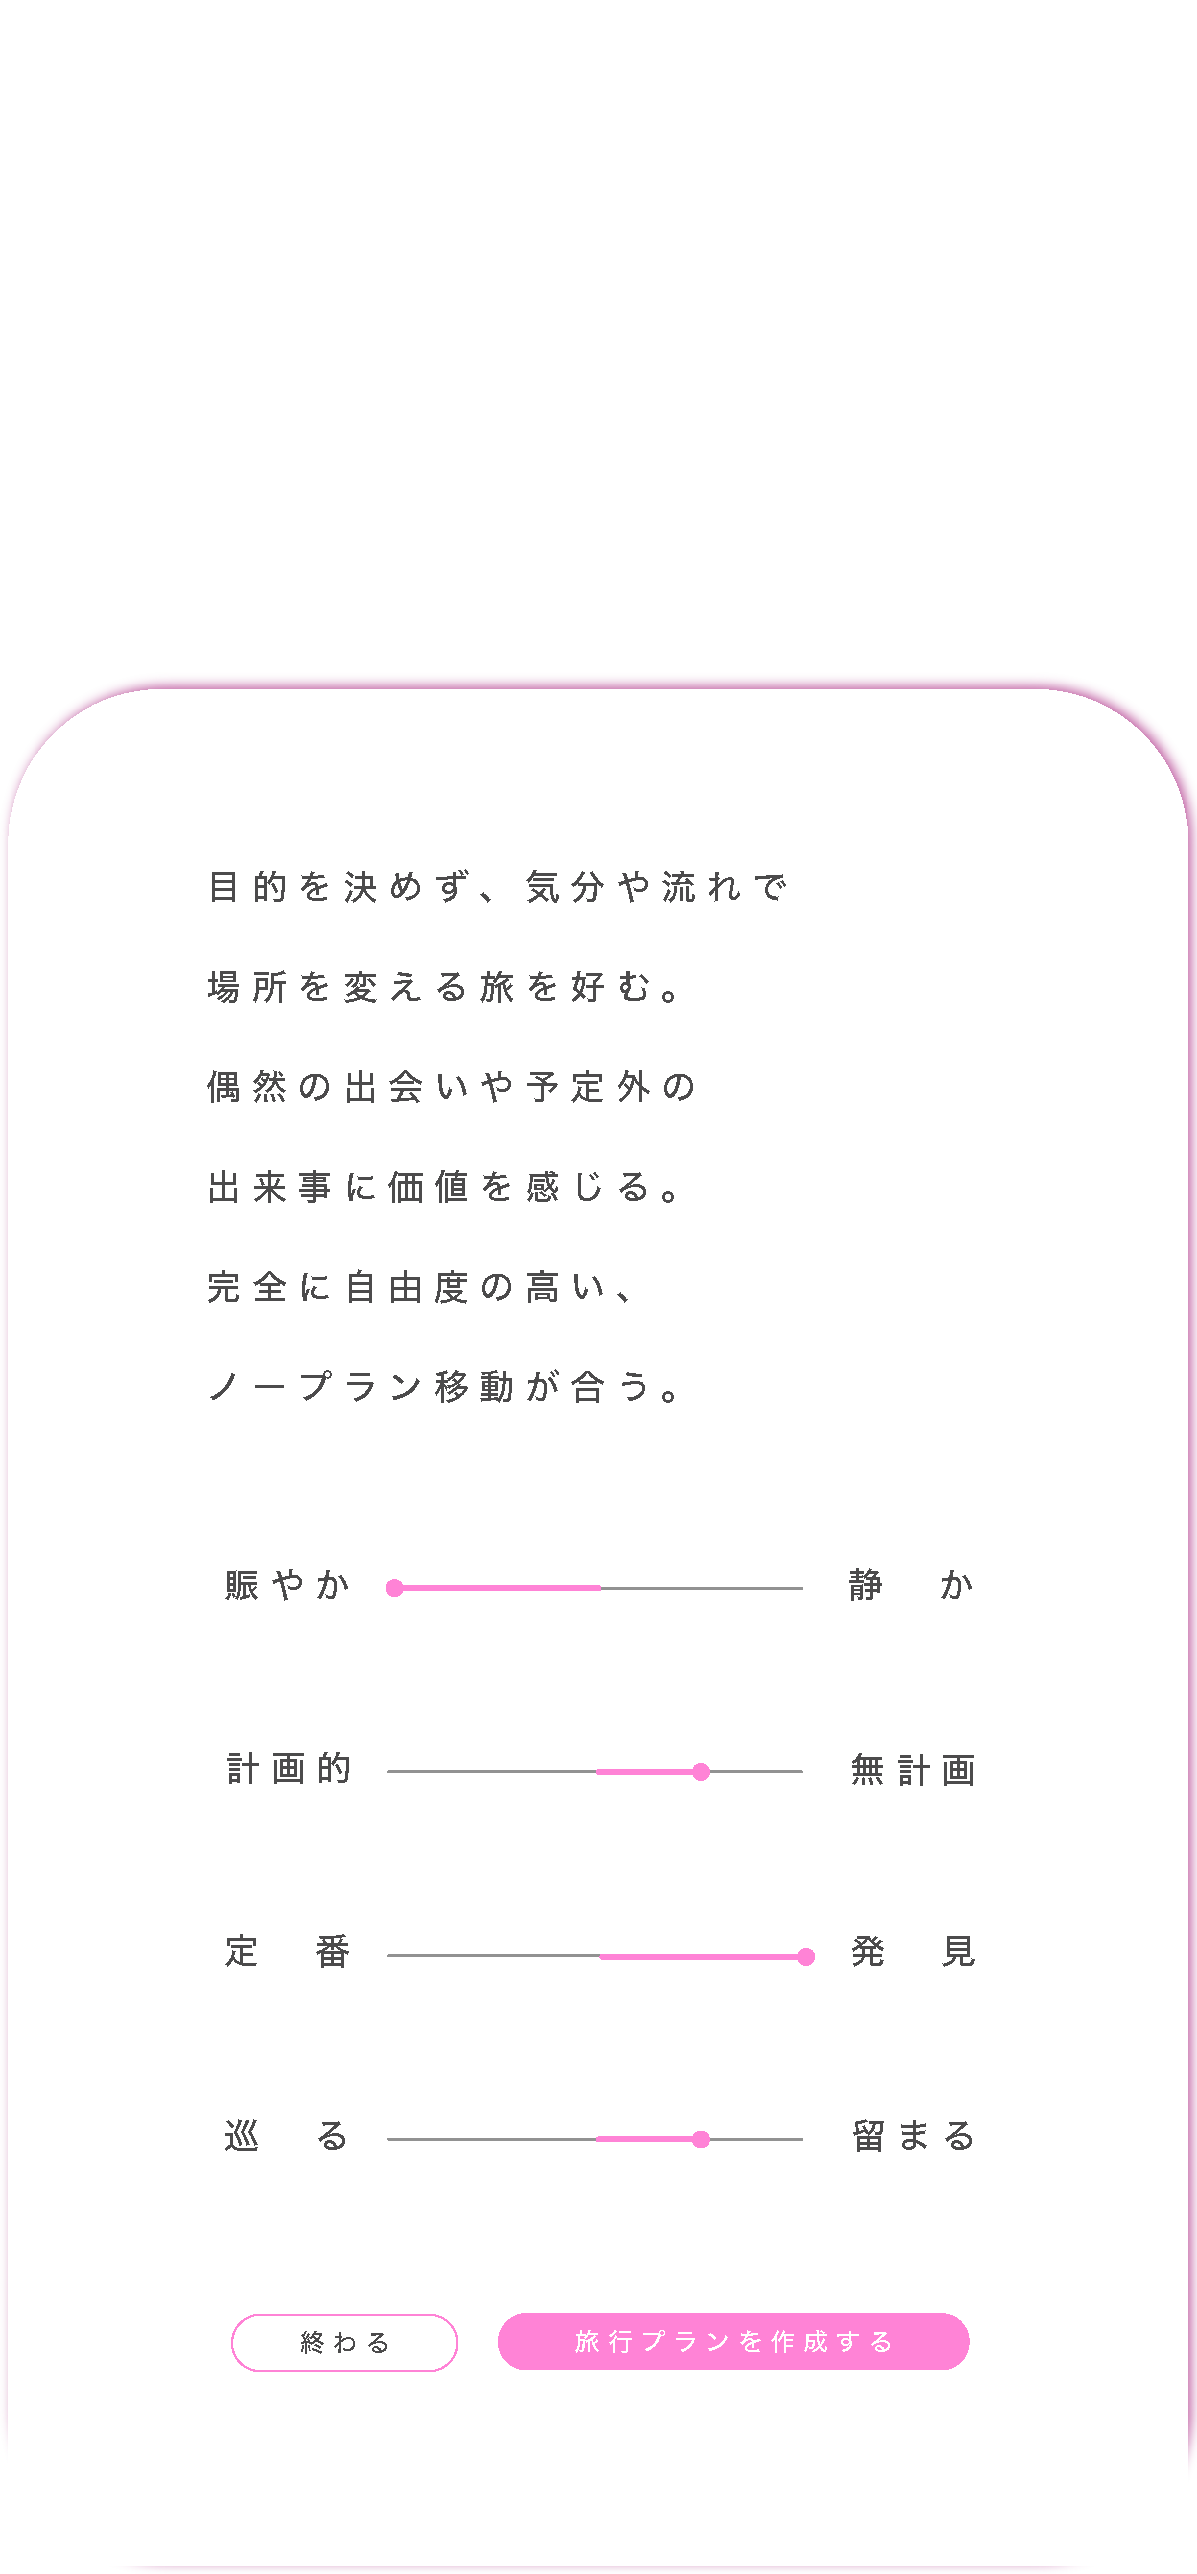 目的を決めず、気分や流れで
場所を変える旅を好む。
偶然の出会いや予定外の
出来事に価値を感じる。
完全に自由度の高い、
ノープラン移動が合う。
賑やか 静か
計画的 無計画
定番 発見
巡る 留まる
終わる 旅行プランを作成する